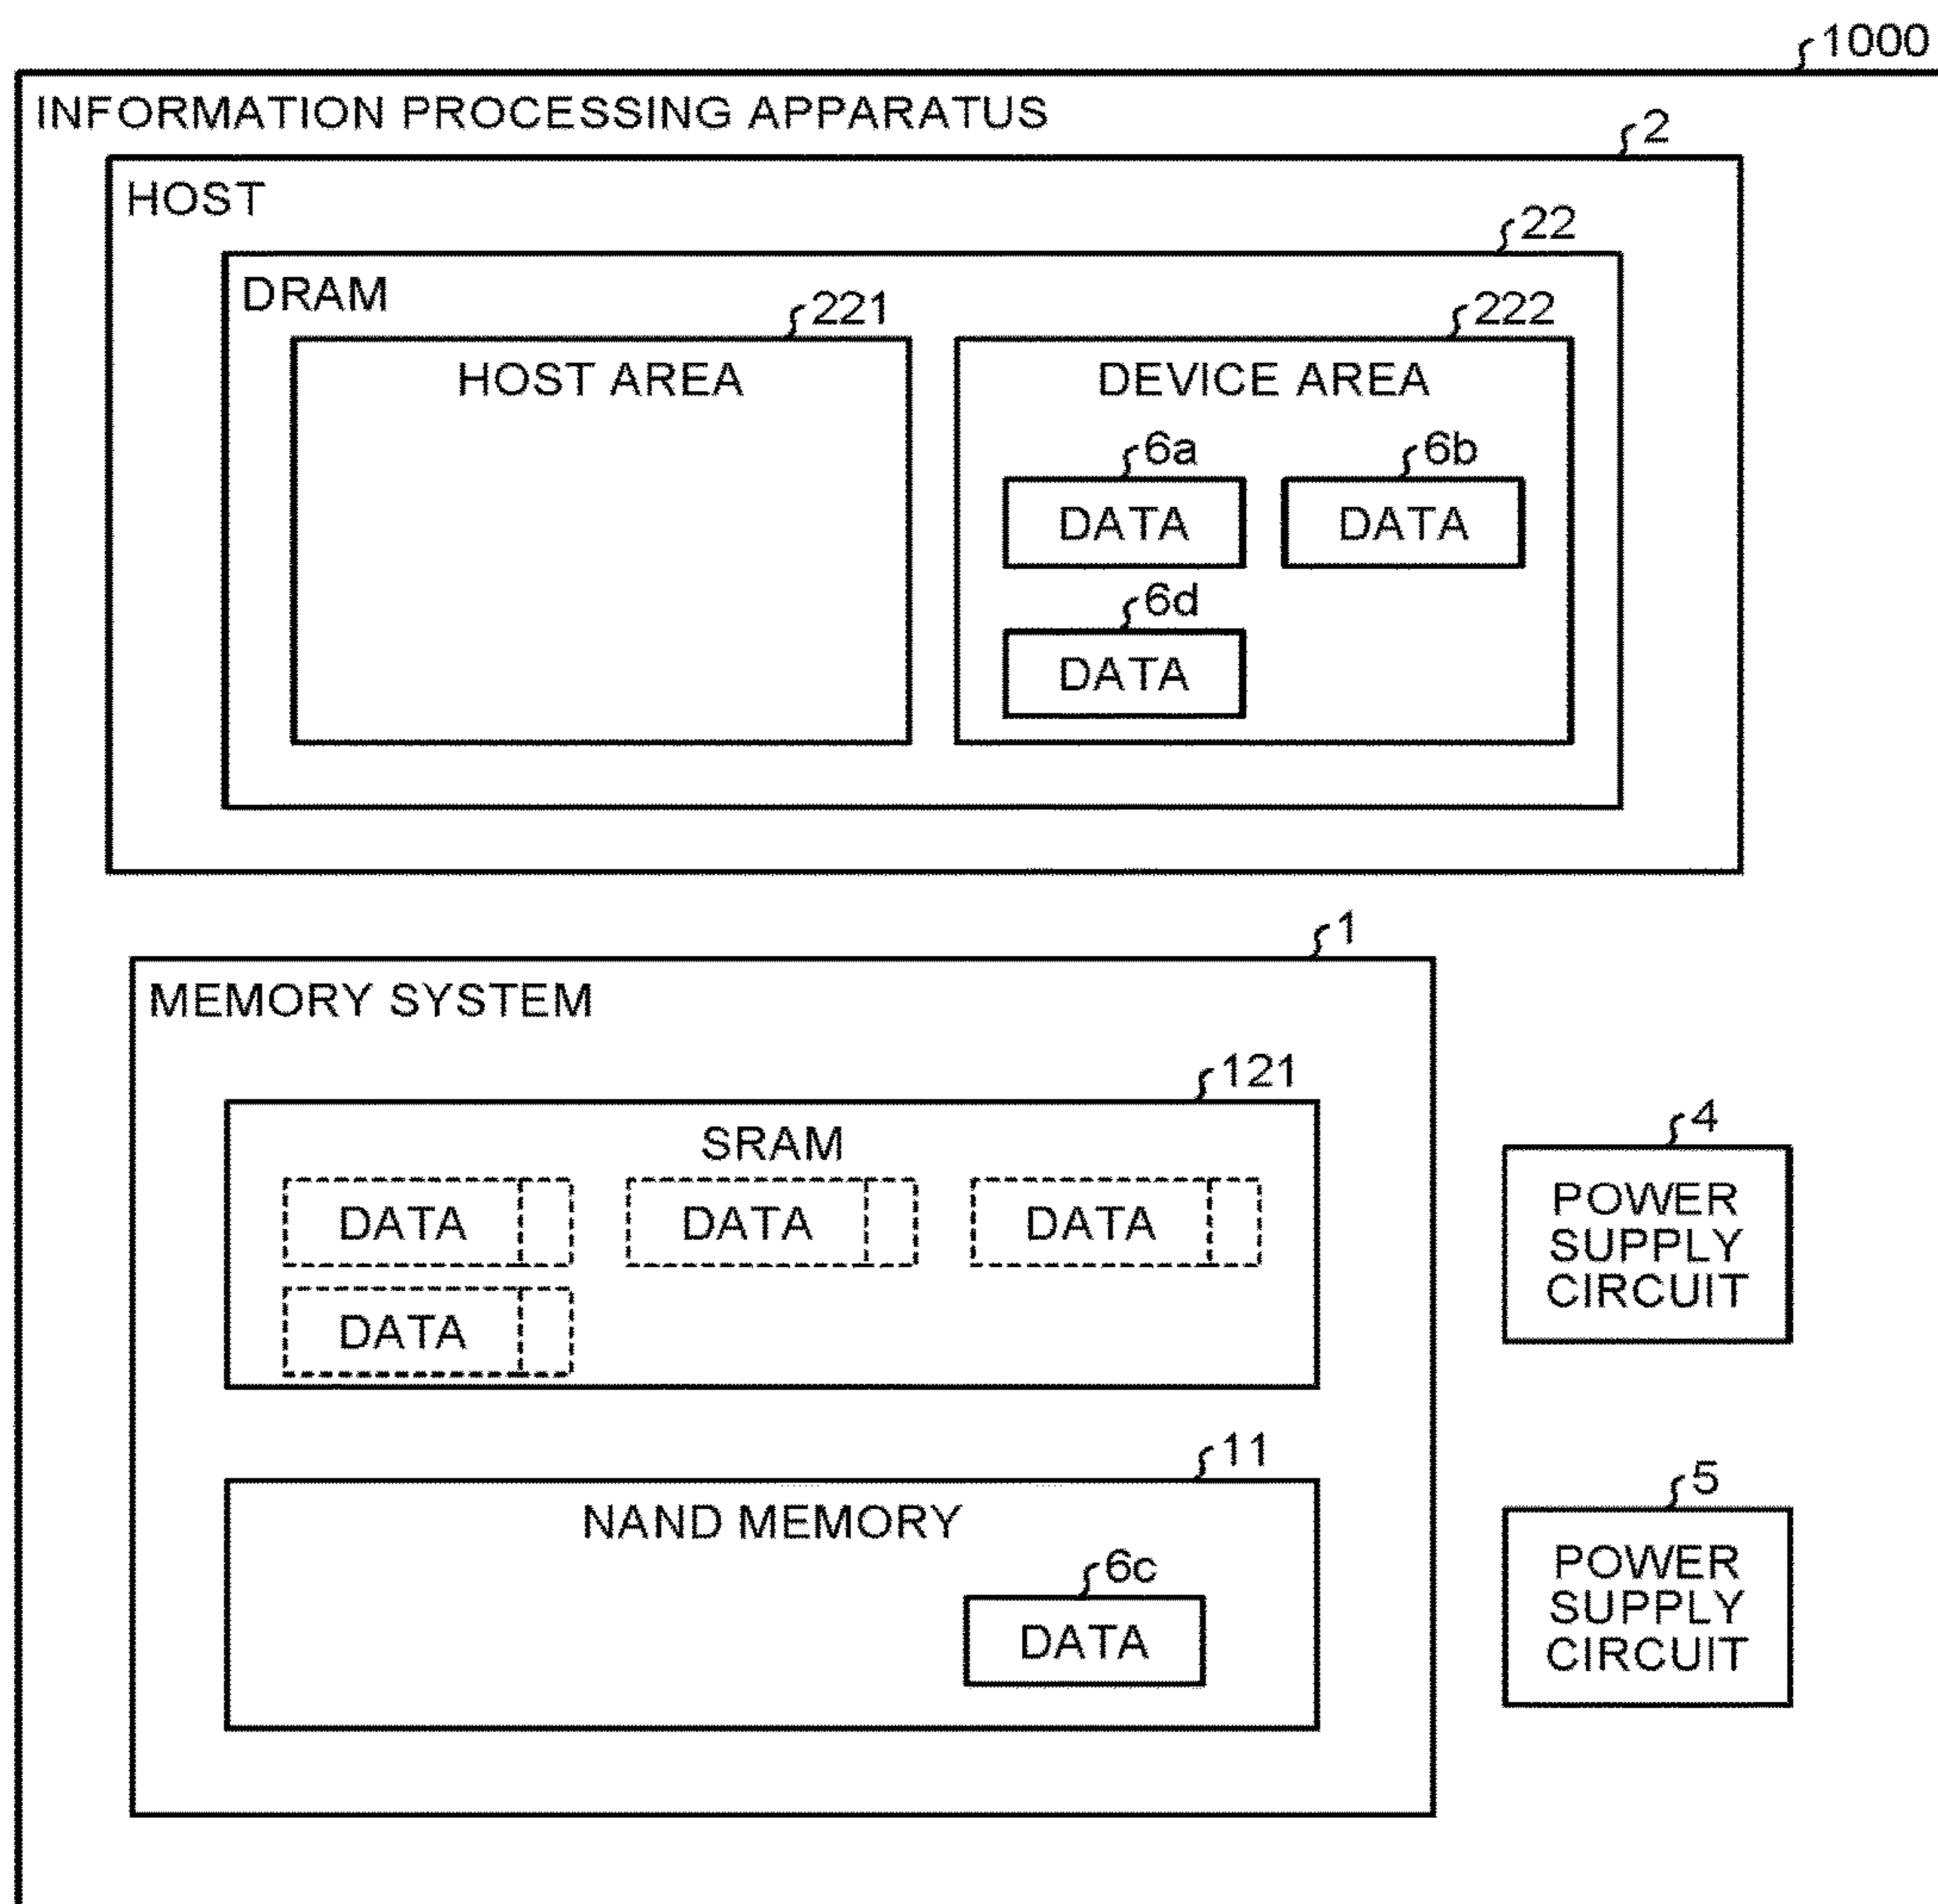 1000
INFORMATION PROCESSING APPARATUS
2
HOST
22
DRAM
221
222
HOST AREA
DEVICE AREA
6a
6b
DATA
DATA
6d
DATA
1
MEMORY SYSTEM
121
SRAM
DATA
DATA
DATA
DATA
4
POWER
SUPPLY
CIRCUIT
11
NAND MEMORY
6c
DATA
5
POWER
SUPPLY
CIRCUIT